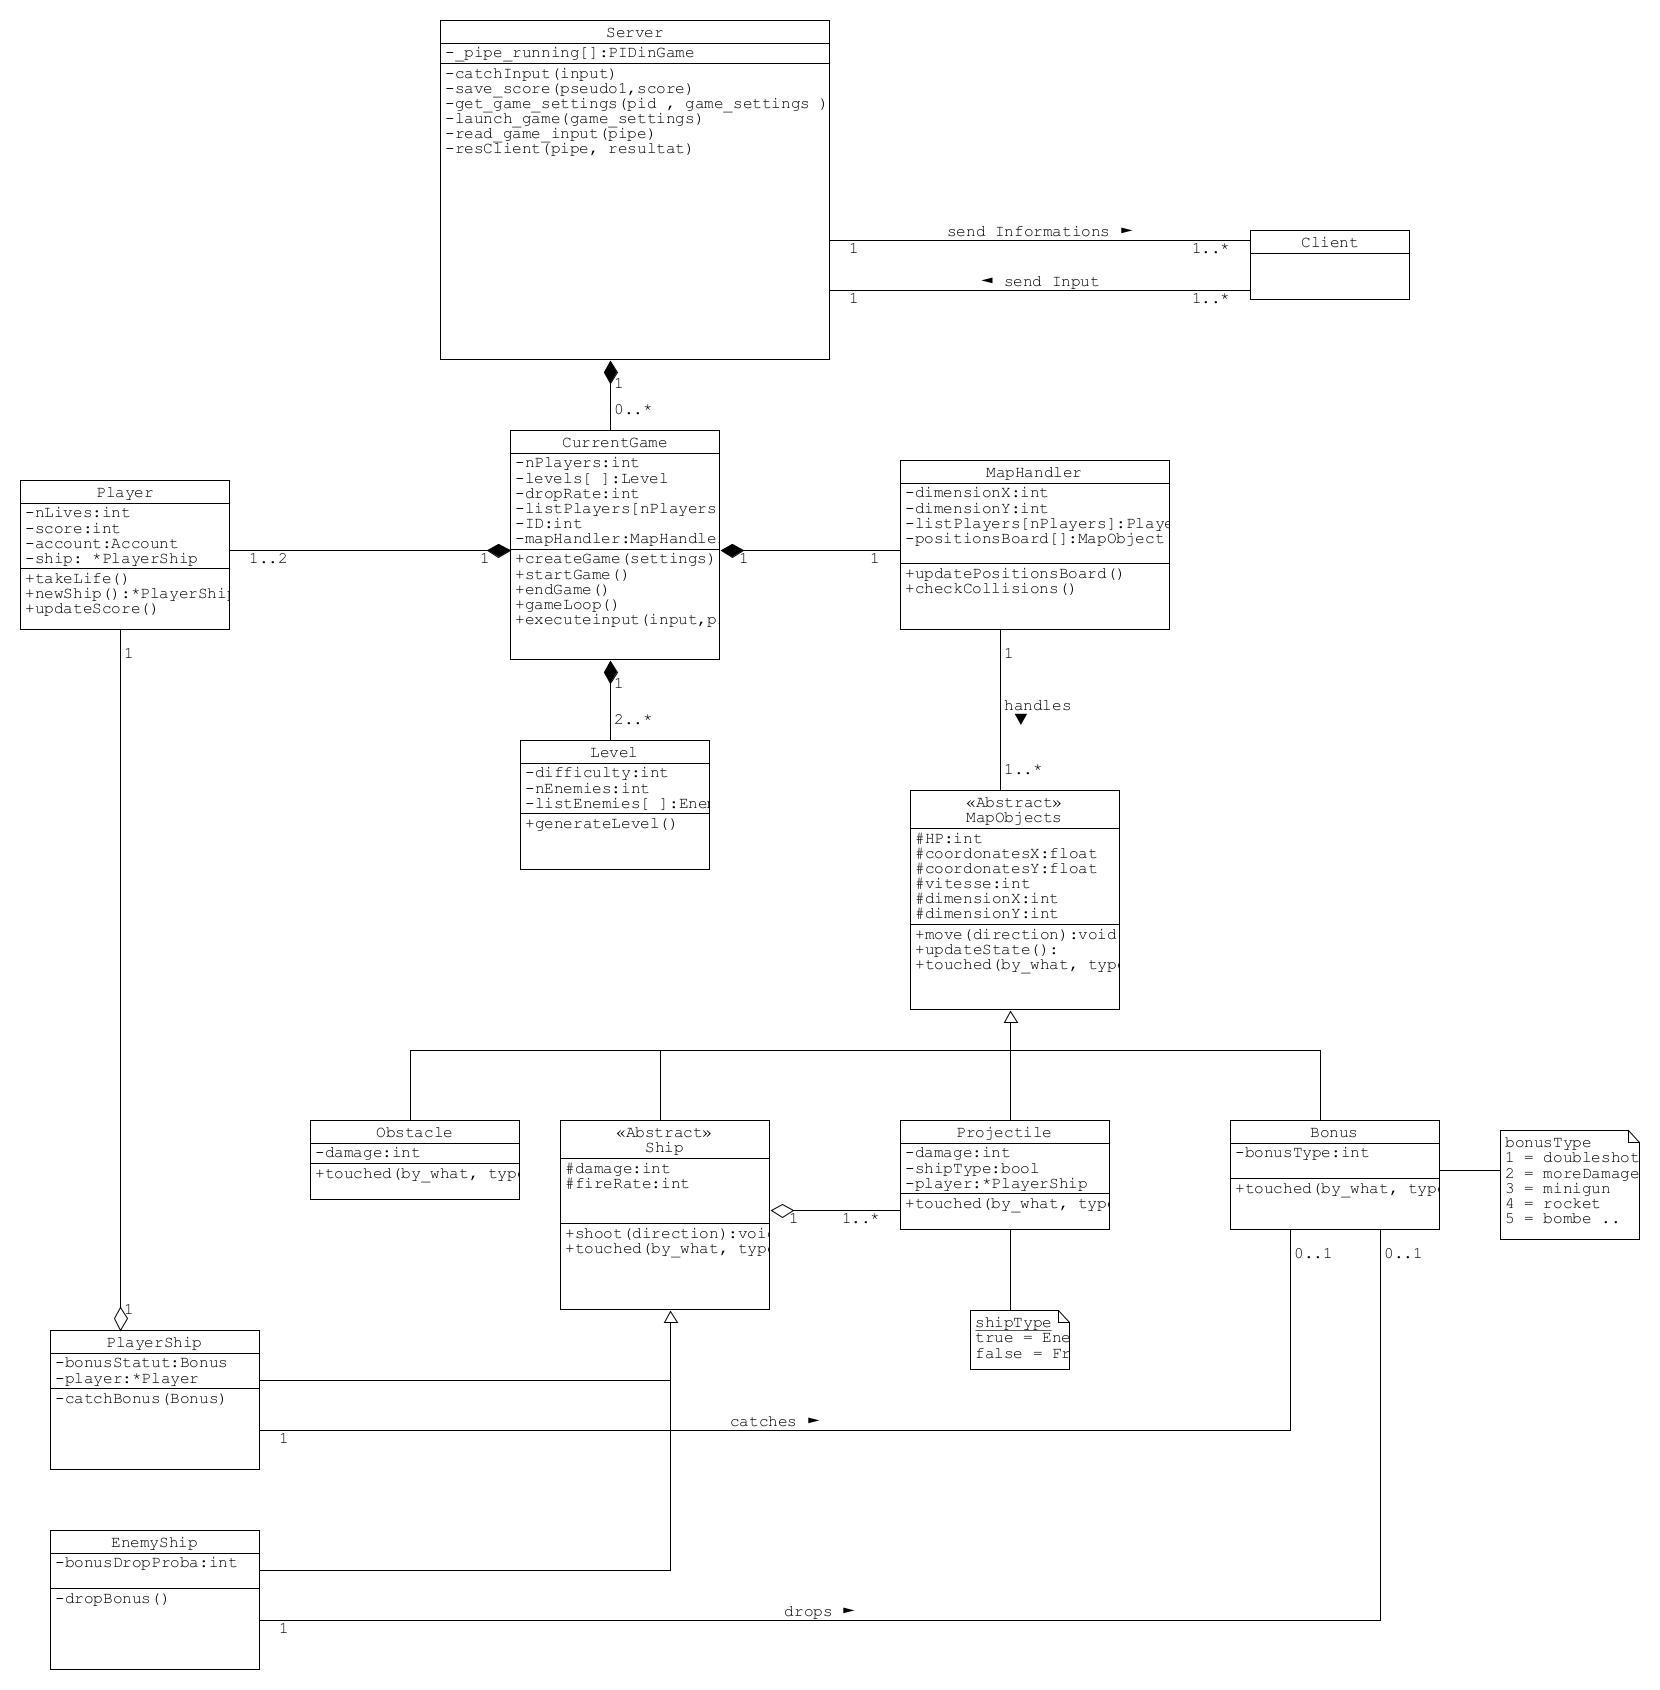 Server
-_pipe_running[]:PIDinGame
-catchInput(input)
-save_score(pseudo1,score)
-get_game_settings(pid , game_settings )
-launch_game(game_settings)
-read_game_input(pipe)
-resClient(pipe, resultat)
send Informations ►
1
1..*
◄ send Input
1
1..*
Client
1
0..*
CurrentGame
-nPlayers:int
-levels[ ]:Level
-dropRate:int
-listPlayers[nPlayers
-ID:int
-mapHandler:MapHandle
+createGame(settings)
+startGame()
+endGame()
+gameLoop()
+executeinput(input,p
Player
-nLives:int
-score:int
-account:Account
-ship: *PlayerShip
+takeLife()
+newShip():*PlayerShip
+updateScore()
1..2
1
1
1
MapHandler
-dimensionX:int
-dimensionY:int
-listPlayers[nPlayers]:Playe
-positionsBoard[]:MapObject
+updatePositionsBoard()
+checkCollisions()
1
1
2..*
1
handles
▼
1..*
Level
-difficulty:int
-nEnemies:int
-listEnemies[ ]:Enem
+generateLevel()
«Abstract»
MapObjects
#HP:int
#coordonatesX:float
#coordonatesY:float
#vitesse:int
#dimensionX:int
#dimensionY:int
+move(direction):void
+updateState():
+touched(by_what, type
Obstacle
-damage:int
+touched(by_what, type
«Abstract»
Ship
#damage:int
#fireRate:int
+shoot(direction):void
+touched(by_what, type
1
1..*
Projectile
-damage:int
-shipType:bool
-player:*PlayerShip
+touched(by_what, type
Bonus
-bonusType:int
+touched(by_what, type
bonusType
1 = doubleshot
2 = moreDamage
3 = minigun
4 = rocket
5 = bombe ..
0..1
0..1
shipType
true = Ene
false = Fr
1
PlayerShip
-bonusStatut:Bonus
-player:*Player
-catchBonus(Bonus)
catches ►
1
EnemyShip
-bonusDropProba:int
-dropBonus()
drops ►
1